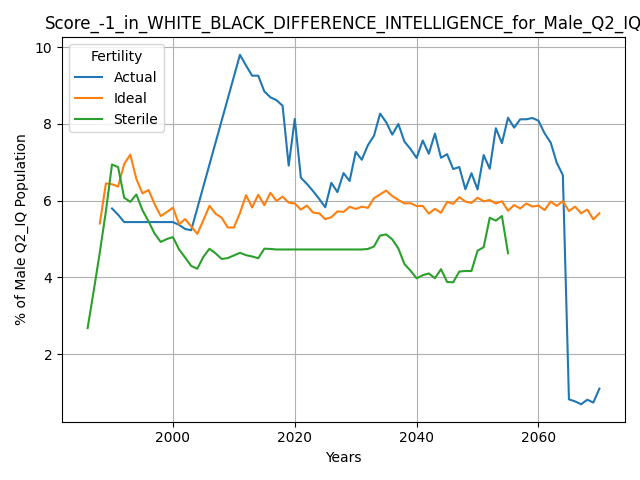 Score_-1_in_WHITE_BLACK_DIFFERENCE_INTELLIGENCE_for_Male_Q2_IQ
Fertility
Actual
Ideal
Sterile
% of Male Q2_IQ Population
10
8
6
4
2
2000 2020 2040 2060
Years